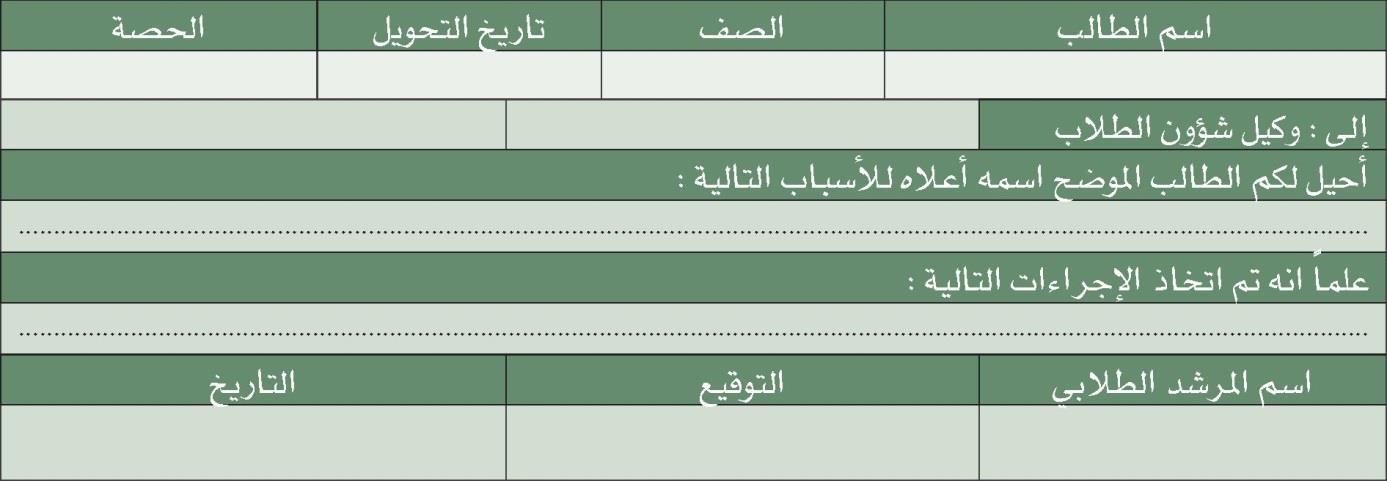 اسم الطالب الصف تاريخ التحويل الحصة
إلى : وكيل شؤون الطلاب
أحيل لكم الطالب الموضح اسمه أعلاه للأسباب التالية :
................................................................................................................................................................
علماً انه تم اتخاذ الإجراءات التالية :
................................................................................................................................................................
اسم المرشد الطلابي التوقيع التاريخ